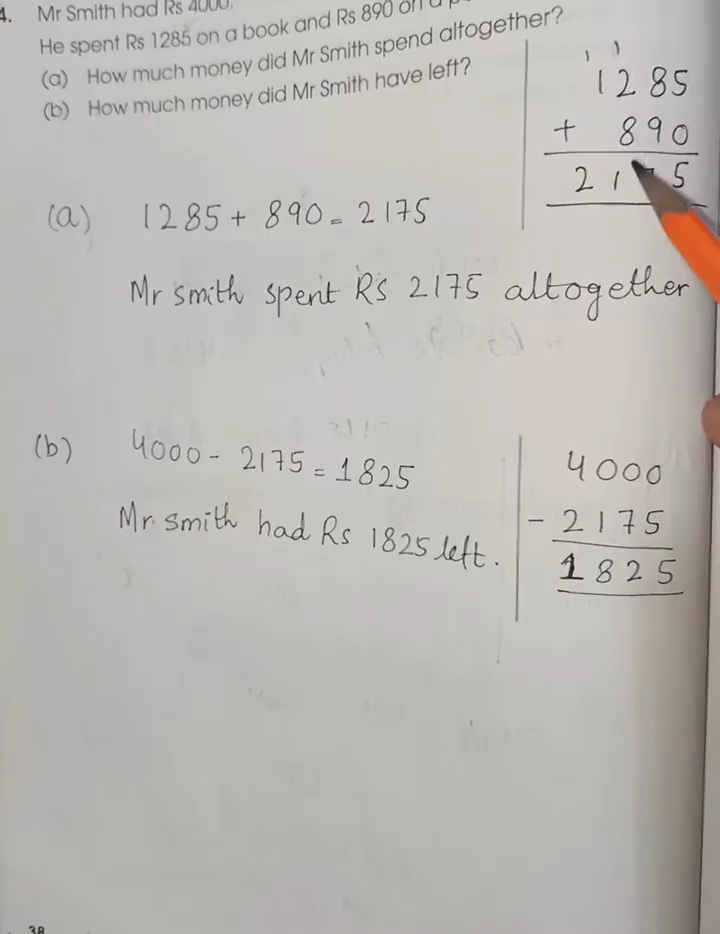 4. Mr Smith had Rs 4000.
He spent Rs 1285 on a book and Rs 890 on a
(a) How much money did Mr Smith spend altogether?
(b) How much money did Mr Smith have left?
1 1
1285
+ 890
21 5
(a) 1285 + 890 = 2175
Mr smith spent Rs 2175 altogether
(b) 4000 - 2175 = 1825
Mr. smith had Rs 1825 left.
4000
- 2175
1825
38